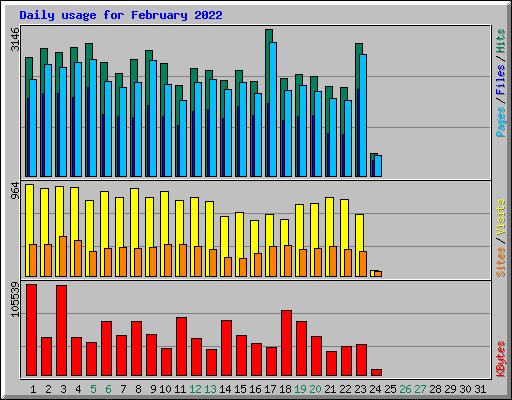 Daily usage for February 2022
3146
Pages / Files / Hits
964
Sites / Visits
105539
KBytes
1 2 3 4 5 6 7 8 9 10 11 12 13 14 15 16 17 18 19 20 21 22 23 24 25 26 27 28 29 30 31